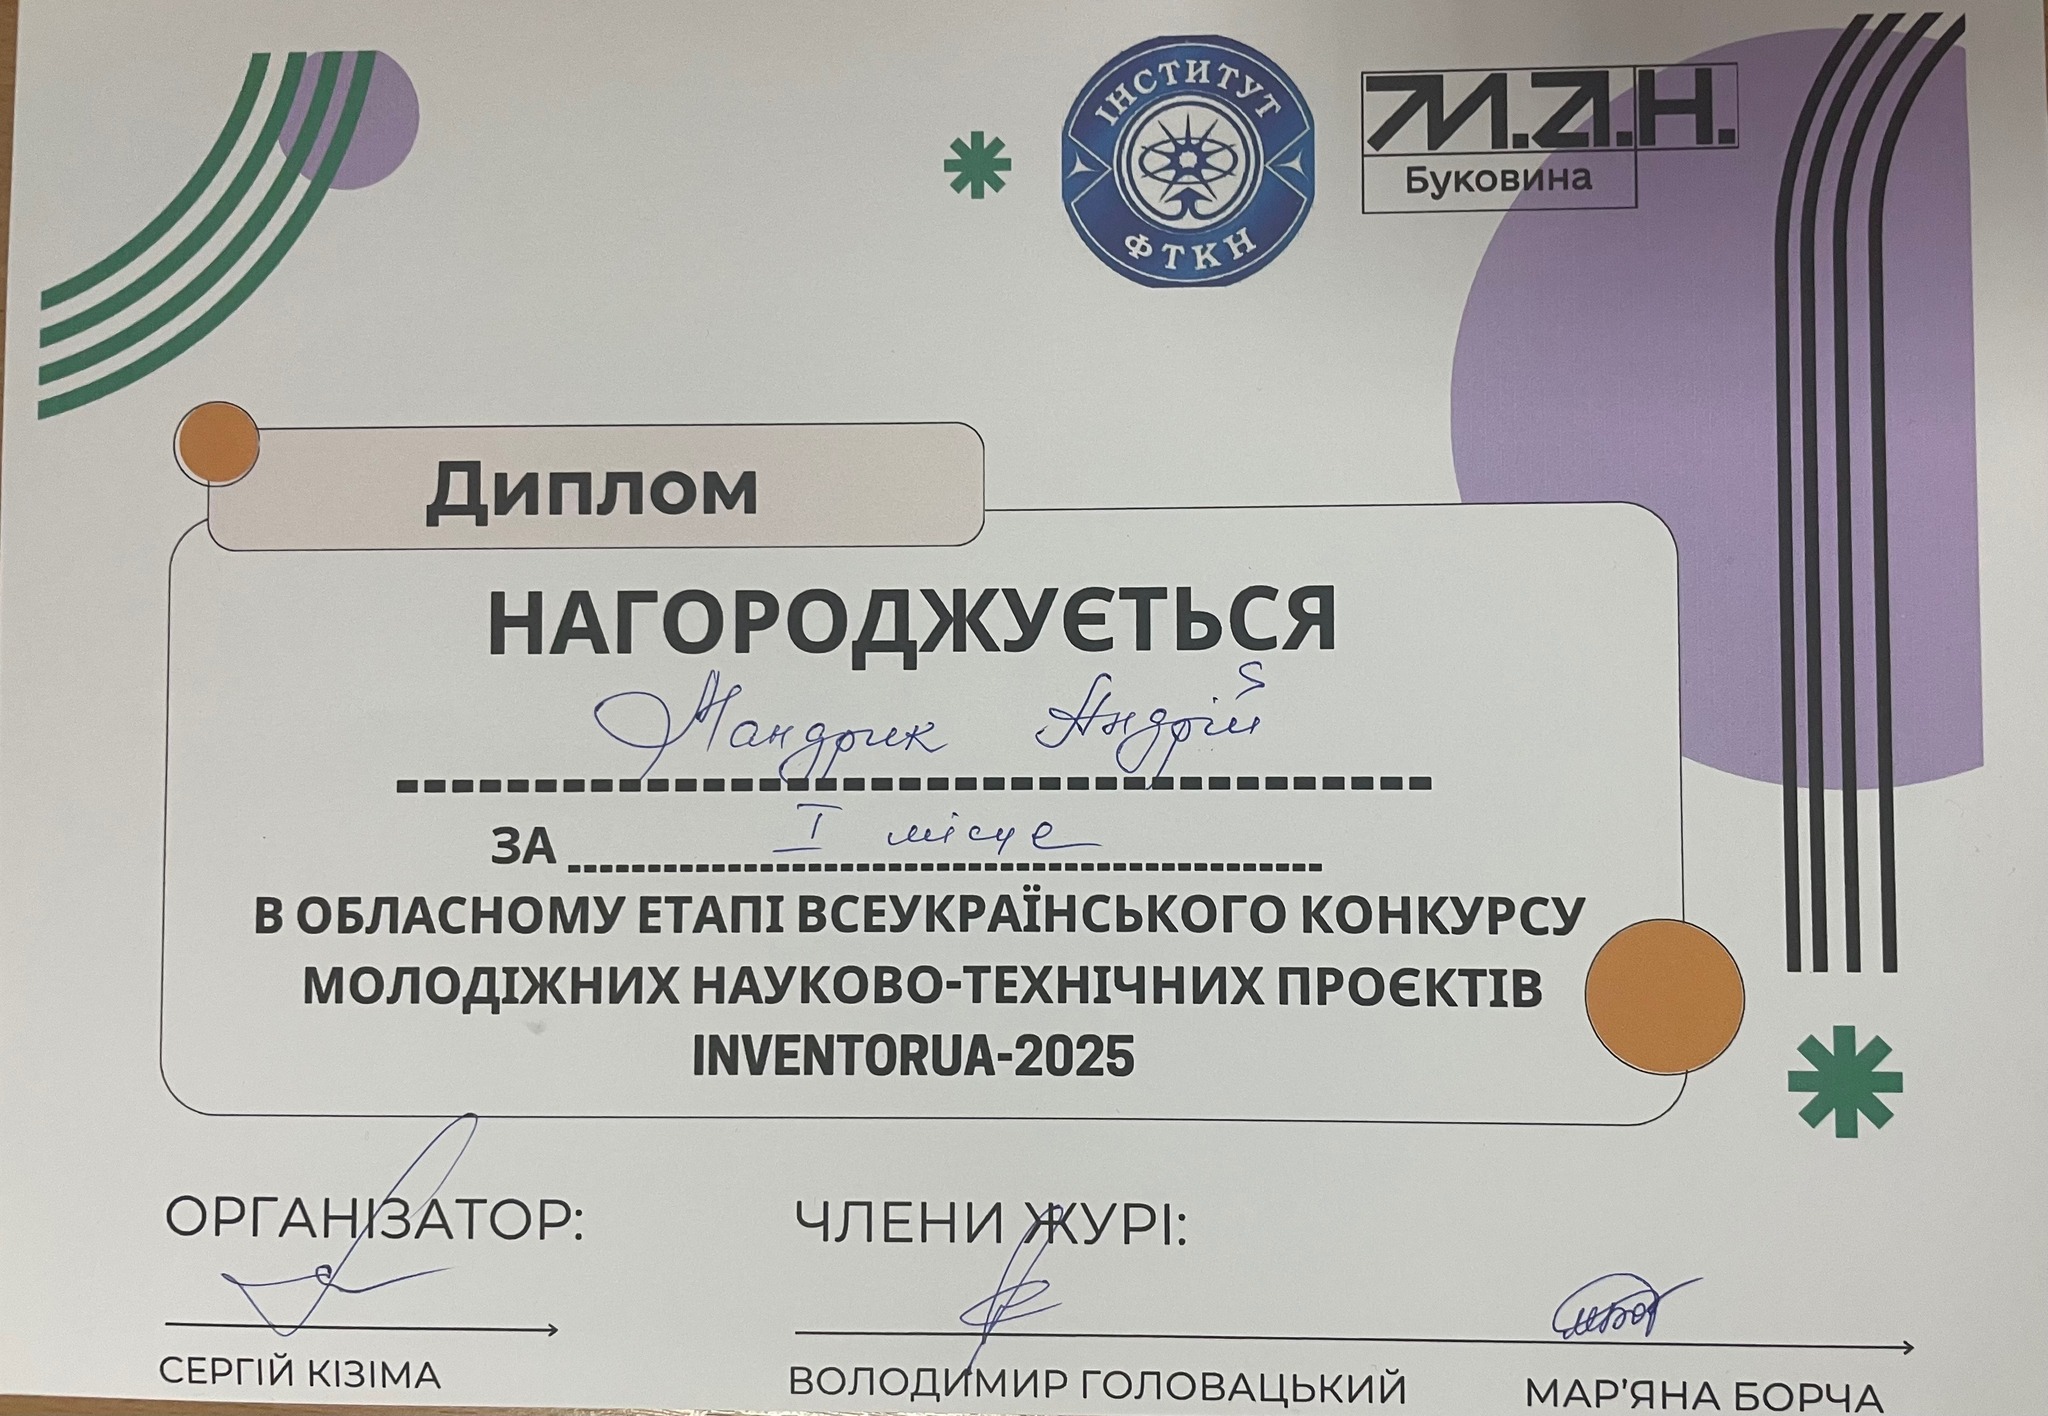 ІНСТИТУТ
ФТКН
М.А.Н.
Буковина
Диплом
НАГОРОДЖУЄТЬСЯ
Мандрик Андрій
ЗА І місце
В ОБЛАСНОМУ ЕТАПІ ВСЕУКРАЇНСЬКОГО КОНКУРСУ
МОЛОДІЖНИХ НАУКОВО-ТЕХНІЧНИХ ПРОЄКТІВ
INVENTORUA-2025
ОРГАНІЗАТОР:
ЧЛЕНИ ЖУРІ:
СЕРГІЙ КІЗІМА
ВОЛОДИМИР ГОЛОВАЦЬКИЙ
МАР'ЯНА БОРЧА